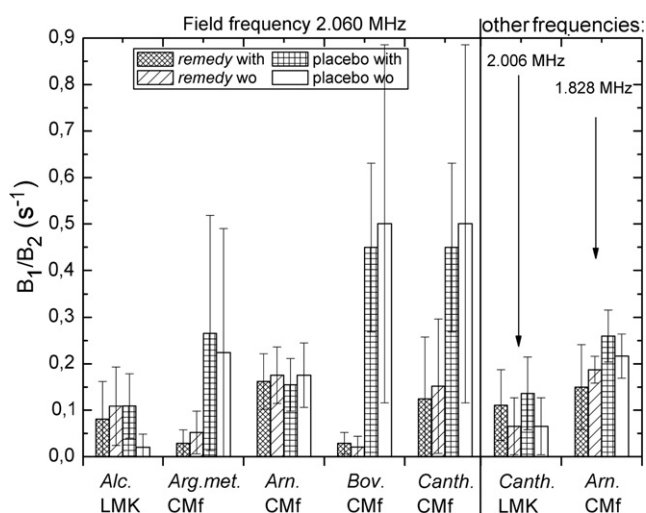 Field frequency 2.060 MHz
other frequencies:
0,9
0,8
0,7
0,6
0,5
0,4
0,3
0,2
0,1
0,0
B1/B2 (s-1)
remedy with
placebo with
remedy wo
placebo wo
2.006 MHz
1.828 MHz
Alc. Arg.met. Arn. Bov. Canth. Canth. Arn.
LMK CMf CMf CMf CMf LMK CMf